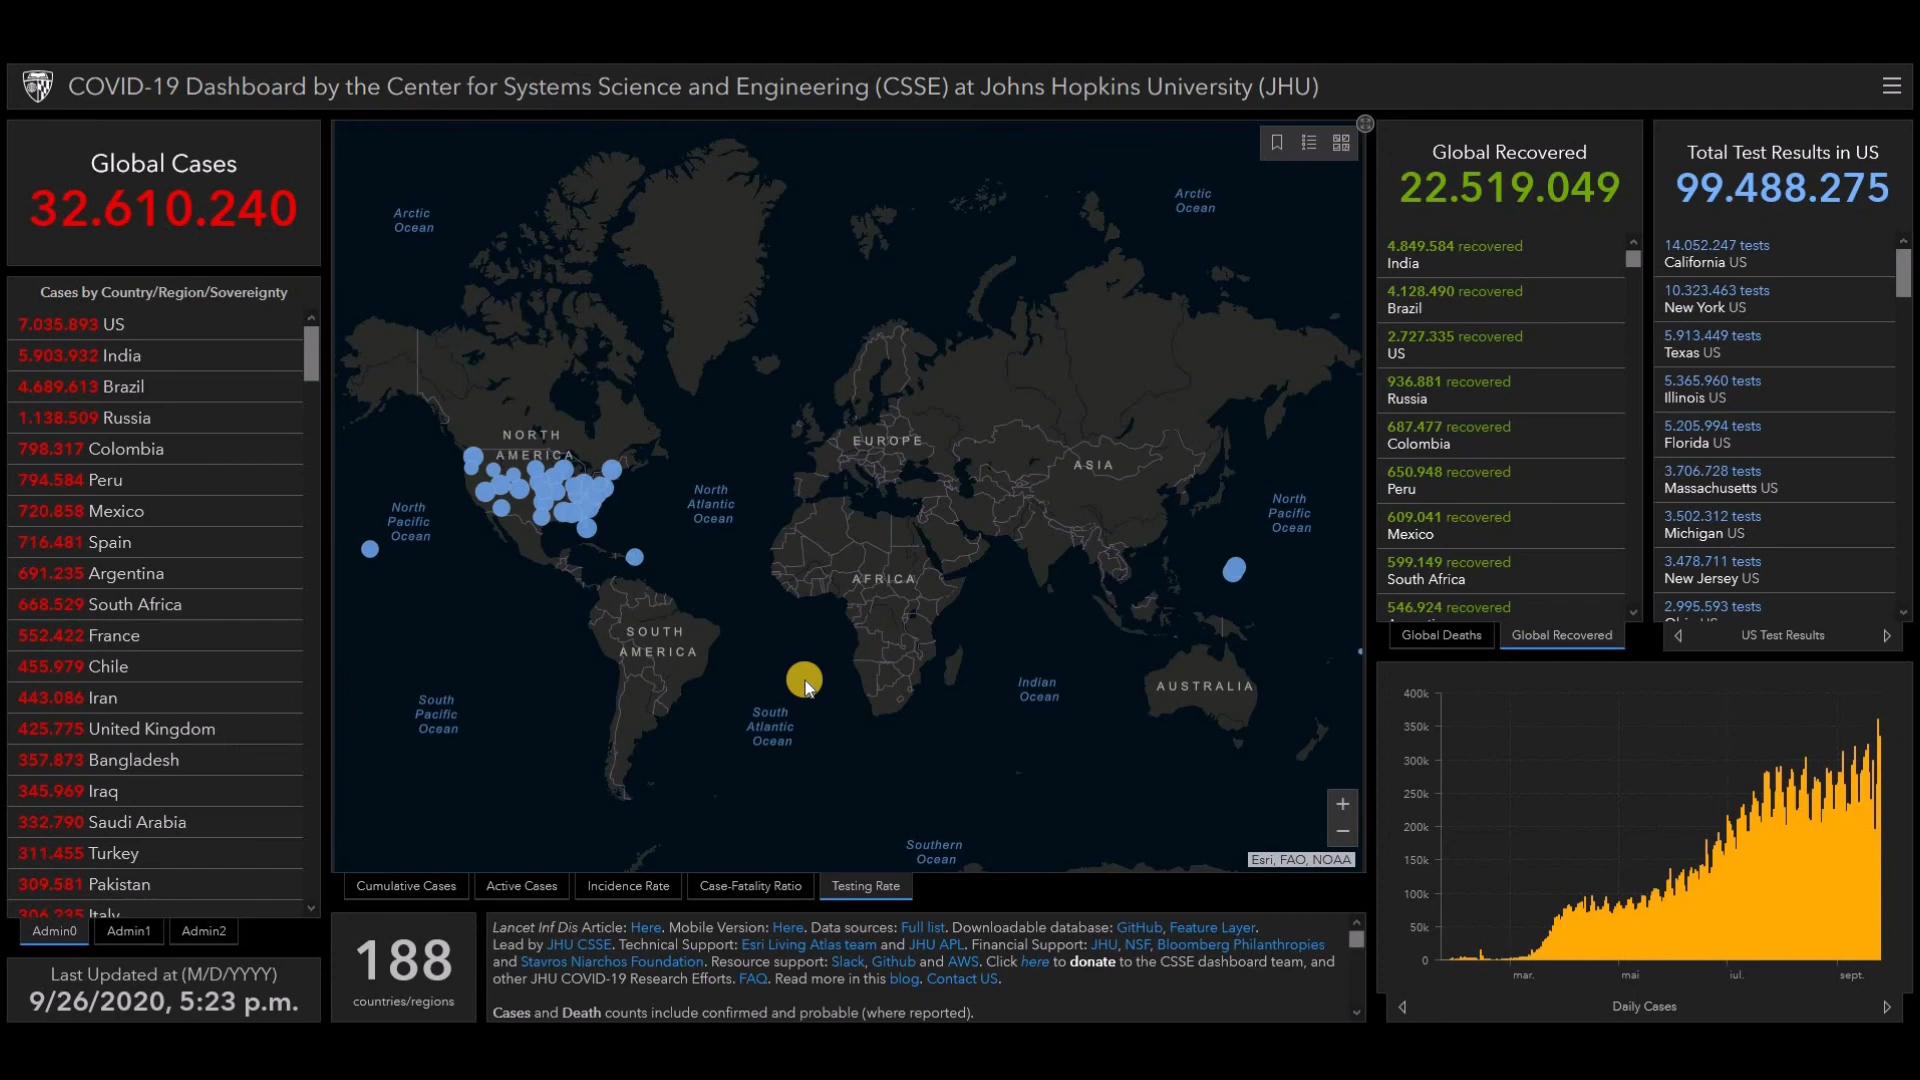 COVID-19 Dashboard by the Center for Systems Science and Engineering (CSSE) at Johns Hopkins University (JHU)
Global Cases
32.610.240
Cases by Country/Region/Sovereignty
7.035.893 US
5.903.932 India
4.689.613 Brazil
1.138.509 Russia
798.317 Colombia
794.584 Peru
720.858 Mexico
716.481 Spain
691.235 Argentina
668.529 South Africa
552.422 France
455.979 Chile
443.086 Iran
425.775 United Kingdom
357.873 Bangladesh
345.969 Iraq
332.790 Saudi Arabia
311.455 Turkey
309.581 Pakistan
306.235 Italy
Admin0
Admin1
Admin2
Last Updated at (M/D/YYYY)
9/26/2020, 5:23 p.m.
Arctic
Ocean
Arctic
Ocean
NORTH
AMERICA
EUROPE
ASIA
North
Pacific
Ocean
North
Atlantic
Ocean
North
Pacific
Ocean
AFRICA
SOUTH
AMERICA
South
Pacific
Ocean
South
Atlantic
Ocean
Indian
Ocean
AUSTRALIA
Southern
Ocean
+
−
Esri, FAO, NOAA
Cumulative Cases
Active Cases
Incidence Rate
Case-Fatality Ratio
Testing Rate
188
countries/regions
Lancet Inf Dis Article: Here. Mobile Version: Here. Data sources: Full list. Downloadable database: GitHub, Feature Layer.
Lead by JHU CSSE. Technical Support: Esri Living Atlas team and JHU APL. Financial Support: JHU, NSF, Bloomberg Philanthropies
and Stavros Niarchos Foundation. Resource support: Slack, Github and AWS. Click here to donate to the CSSE dashboard team, and
other JHU COVID-19 Research Efforts. FAQ. Read more in this blog. Contact US.
Cases and Death counts include confirmed and probable (where reported).
Global Recovered
22.519.049
4.849.584 recovered
India
4.128.490 recovered
Brazil
2.727.335 recovered
US
936.881 recovered
Russia
687.477 recovered
Colombia
650.948 recovered
Peru
609.041 recovered
Mexico
599.149 recovered
South Africa
546.924 recovered
Global Deaths
Global Recovered
Total Test Results in US
99.488.275
14.052.247 tests
California US
10.323.463 tests
New York US
5.913.449 tests
Texas US
5.365.960 tests
Illinois US
5.205.994 tests
Florida US
3.706.728 tests
Massachusetts US
3.502.312 tests
Michigan US
3.478.711 tests
New Jersey US
2.995.593 tests
Ohio US
US Test Results
400k
350k
300k
250k
200k
150k
100k
50k
0
mar.
mai
iul.
sept.
Daily Cases